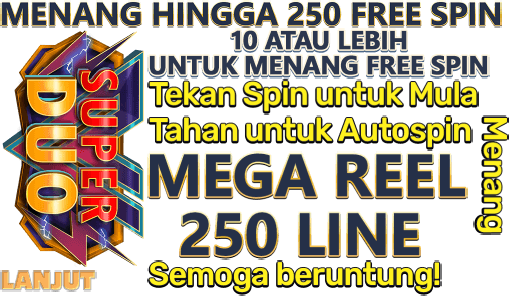 MENANG HINGGA 250 FREE SPIN
10 ATAU LEBIH
UNTUK MENANG FREE SPIN
SUPER
DUO
Tekan Spin untuk Mula
Tahan untuk Autospin
Menang
MEGA REEL
250 LINE
LANJUT
Semoga beruntung!